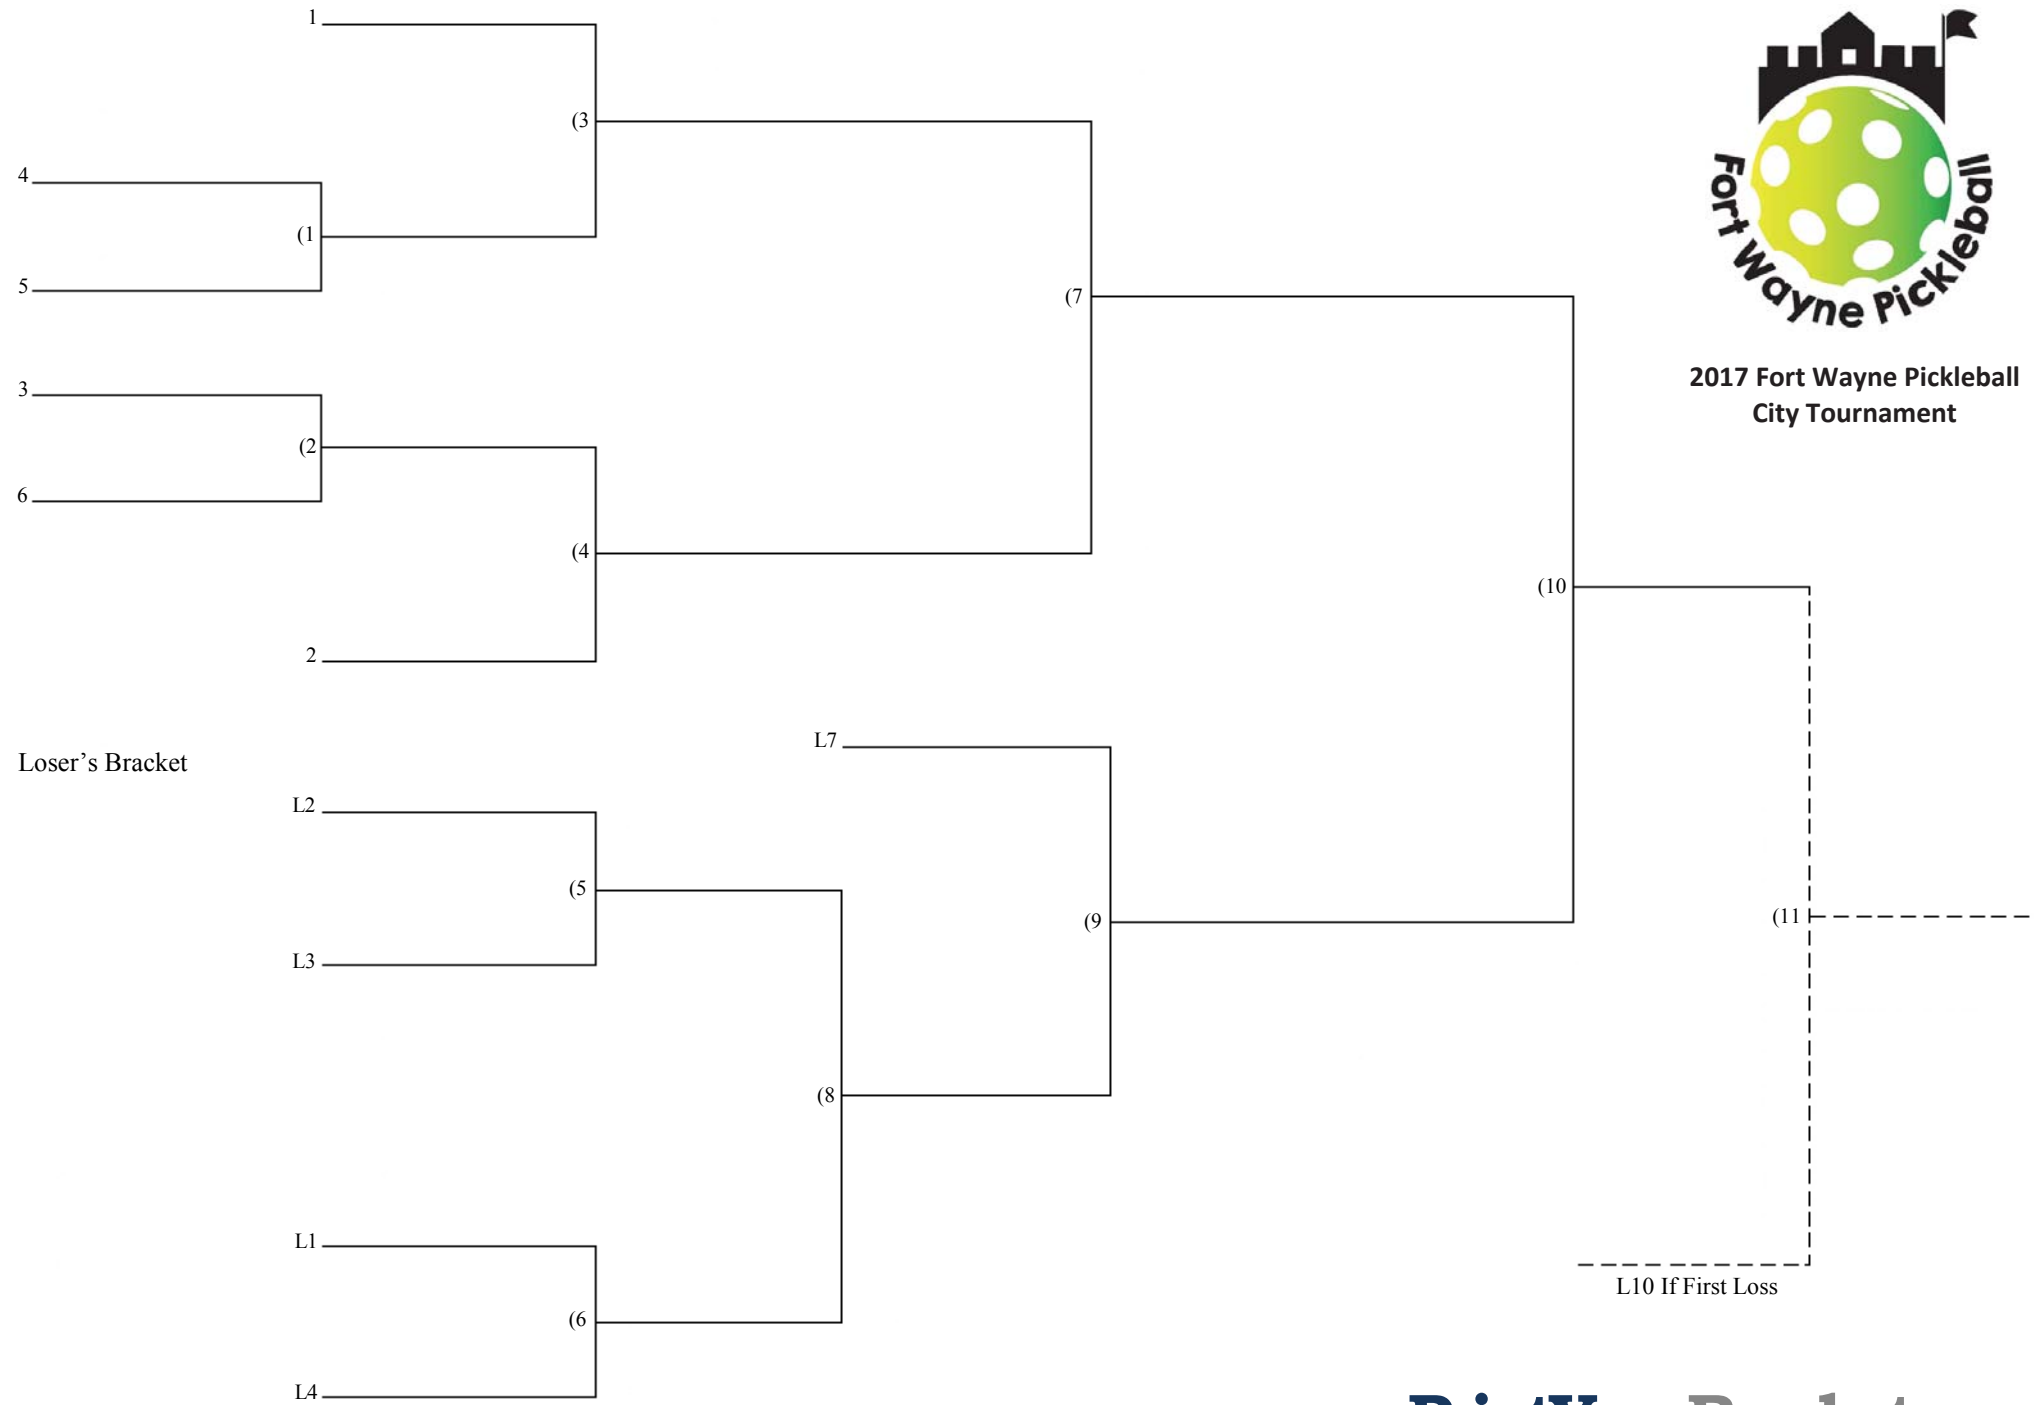 1
(3
4
(1
5
(7
3
(2
6
(4
2
(10
Fort Wayne Pickleball
2017 Fort Wayne Pickleball
City Tournament
Loser’s Bracket
L7
L2
(5
L3
(9
(11
(8
L1
(6
L4
L10 If First Loss